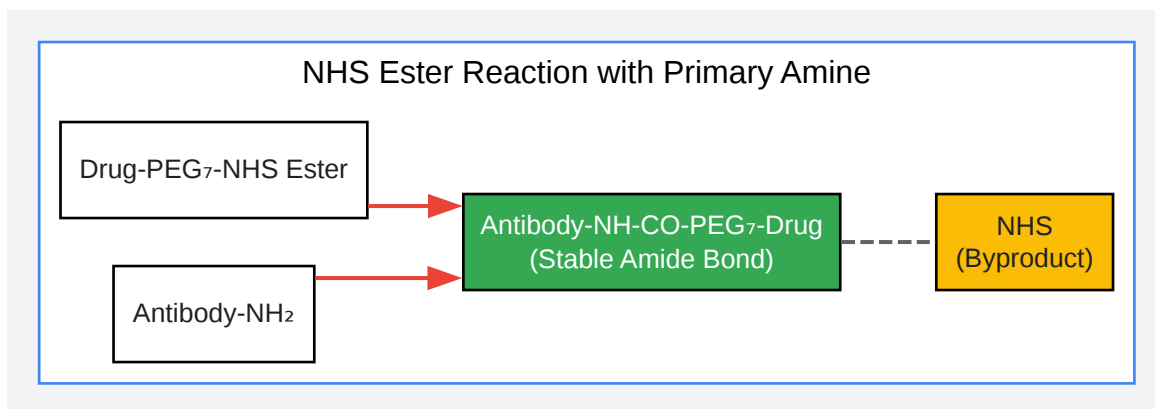 NHS Ester Reaction with Primary Amine
Drug-PEG₇-NHS Ester
Antibody-NH-CO-PEG₇-Drug
(Stable Amide Bond)
NHS
(Byproduct)
Antibody-NH₂